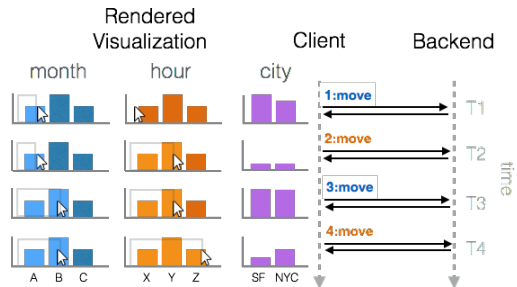 Rendered
Visualization
Client
Backend
month
hour
city
1:move
T1
2:move
T2
time
3:move
T3
4:move
T4
A B C
X Y Z
SF NYC